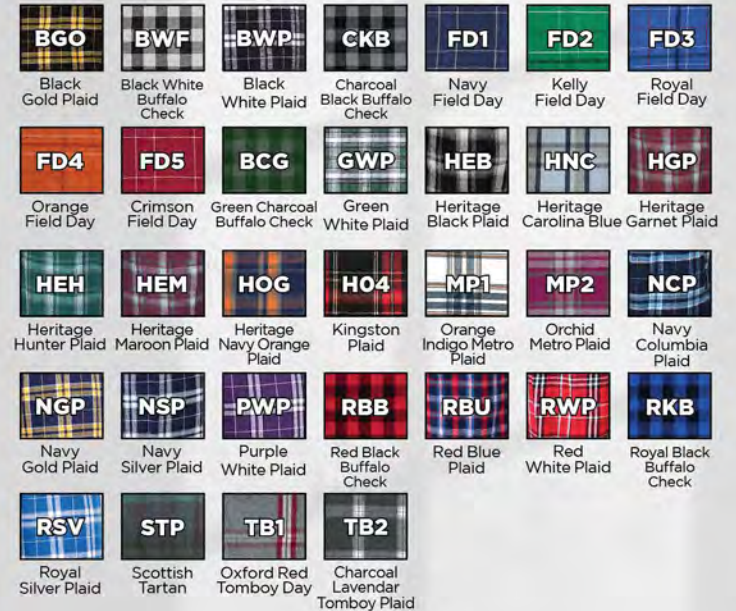 BGO BWF BWP CKB FD1 FD2 FD3
Black Gold Plaid
Black White Buffalo Check
Black White Plaid
Charcoal Black Buffalo Check
Navy Field Day
Kelly Field Day
Royal Field Day
FD4 FD5 BCG GWP HEB HNC HGP
Orange Field Day
Crimson Field Day
Green Charcoal Buffalo Check
Green White Plaid
Heritage Black Plaid
Heritage Carolina Blue
Heritage Garnet Plaid
HEH HEM HOG H04 MP1 MP2 NCP
Heritage Hunter Plaid
Heritage Maroon Plaid
Heritage Navy Orange Plaid
Kingston Plaid
Orange Indigo Metro Plaid
Orchid Metro Plaid
Navy Columbia Plaid
NGP NSP PWP RBB RBU RWP RKB
Navy Gold Plaid
Navy Silver Plaid
Purple White Plaid
Red Black Buffalo Check
Red Blue Plaid
Red White Plaid
Royal Black Buffalo Check
RSV STP TB1 TB2
Royal Silver Plaid
Scottish Tartan
Oxford Red Tomboy Day
Charcoal Lavendar Tomboy Plaid